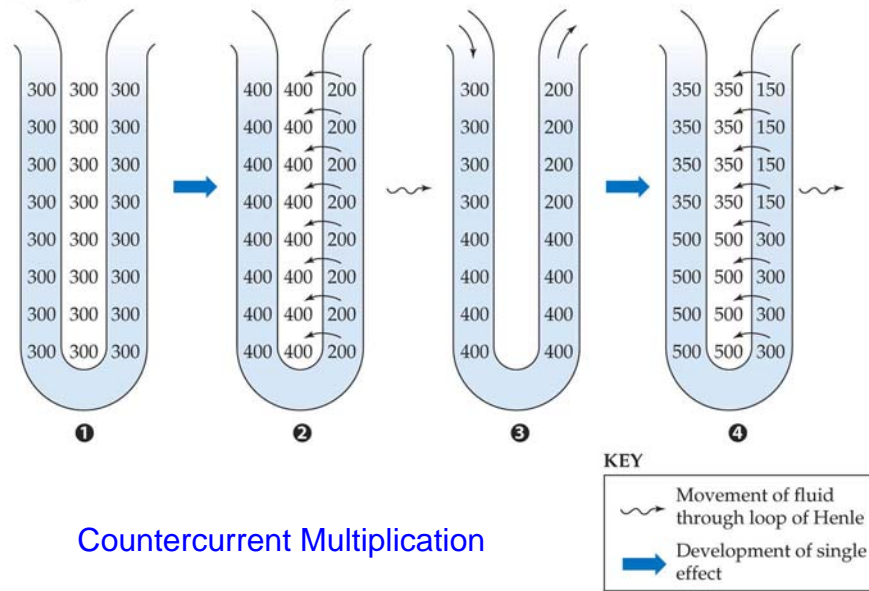 300 300 300 400 400 200 300 200 350 350 150
300 300 300 400 400 200 300 200 350 350 150
300 300 300 400 400 200 300 200 350 350 150
300 300 300 400 400 200 300 200 350 350 150
300 300 300 400 400 200 400 400 500 500 300
300 300 300 400 400 200 400 400 500 500 300
300 300 300 400 400 200 400 400 500 500 300
300 300 300 400 400 200 400 400 500 500 300
❶ ❷ ❸ ❹
KEY
Movement of fluid
through loop of Henle
Development of single
effect
Countercurrent Multiplication